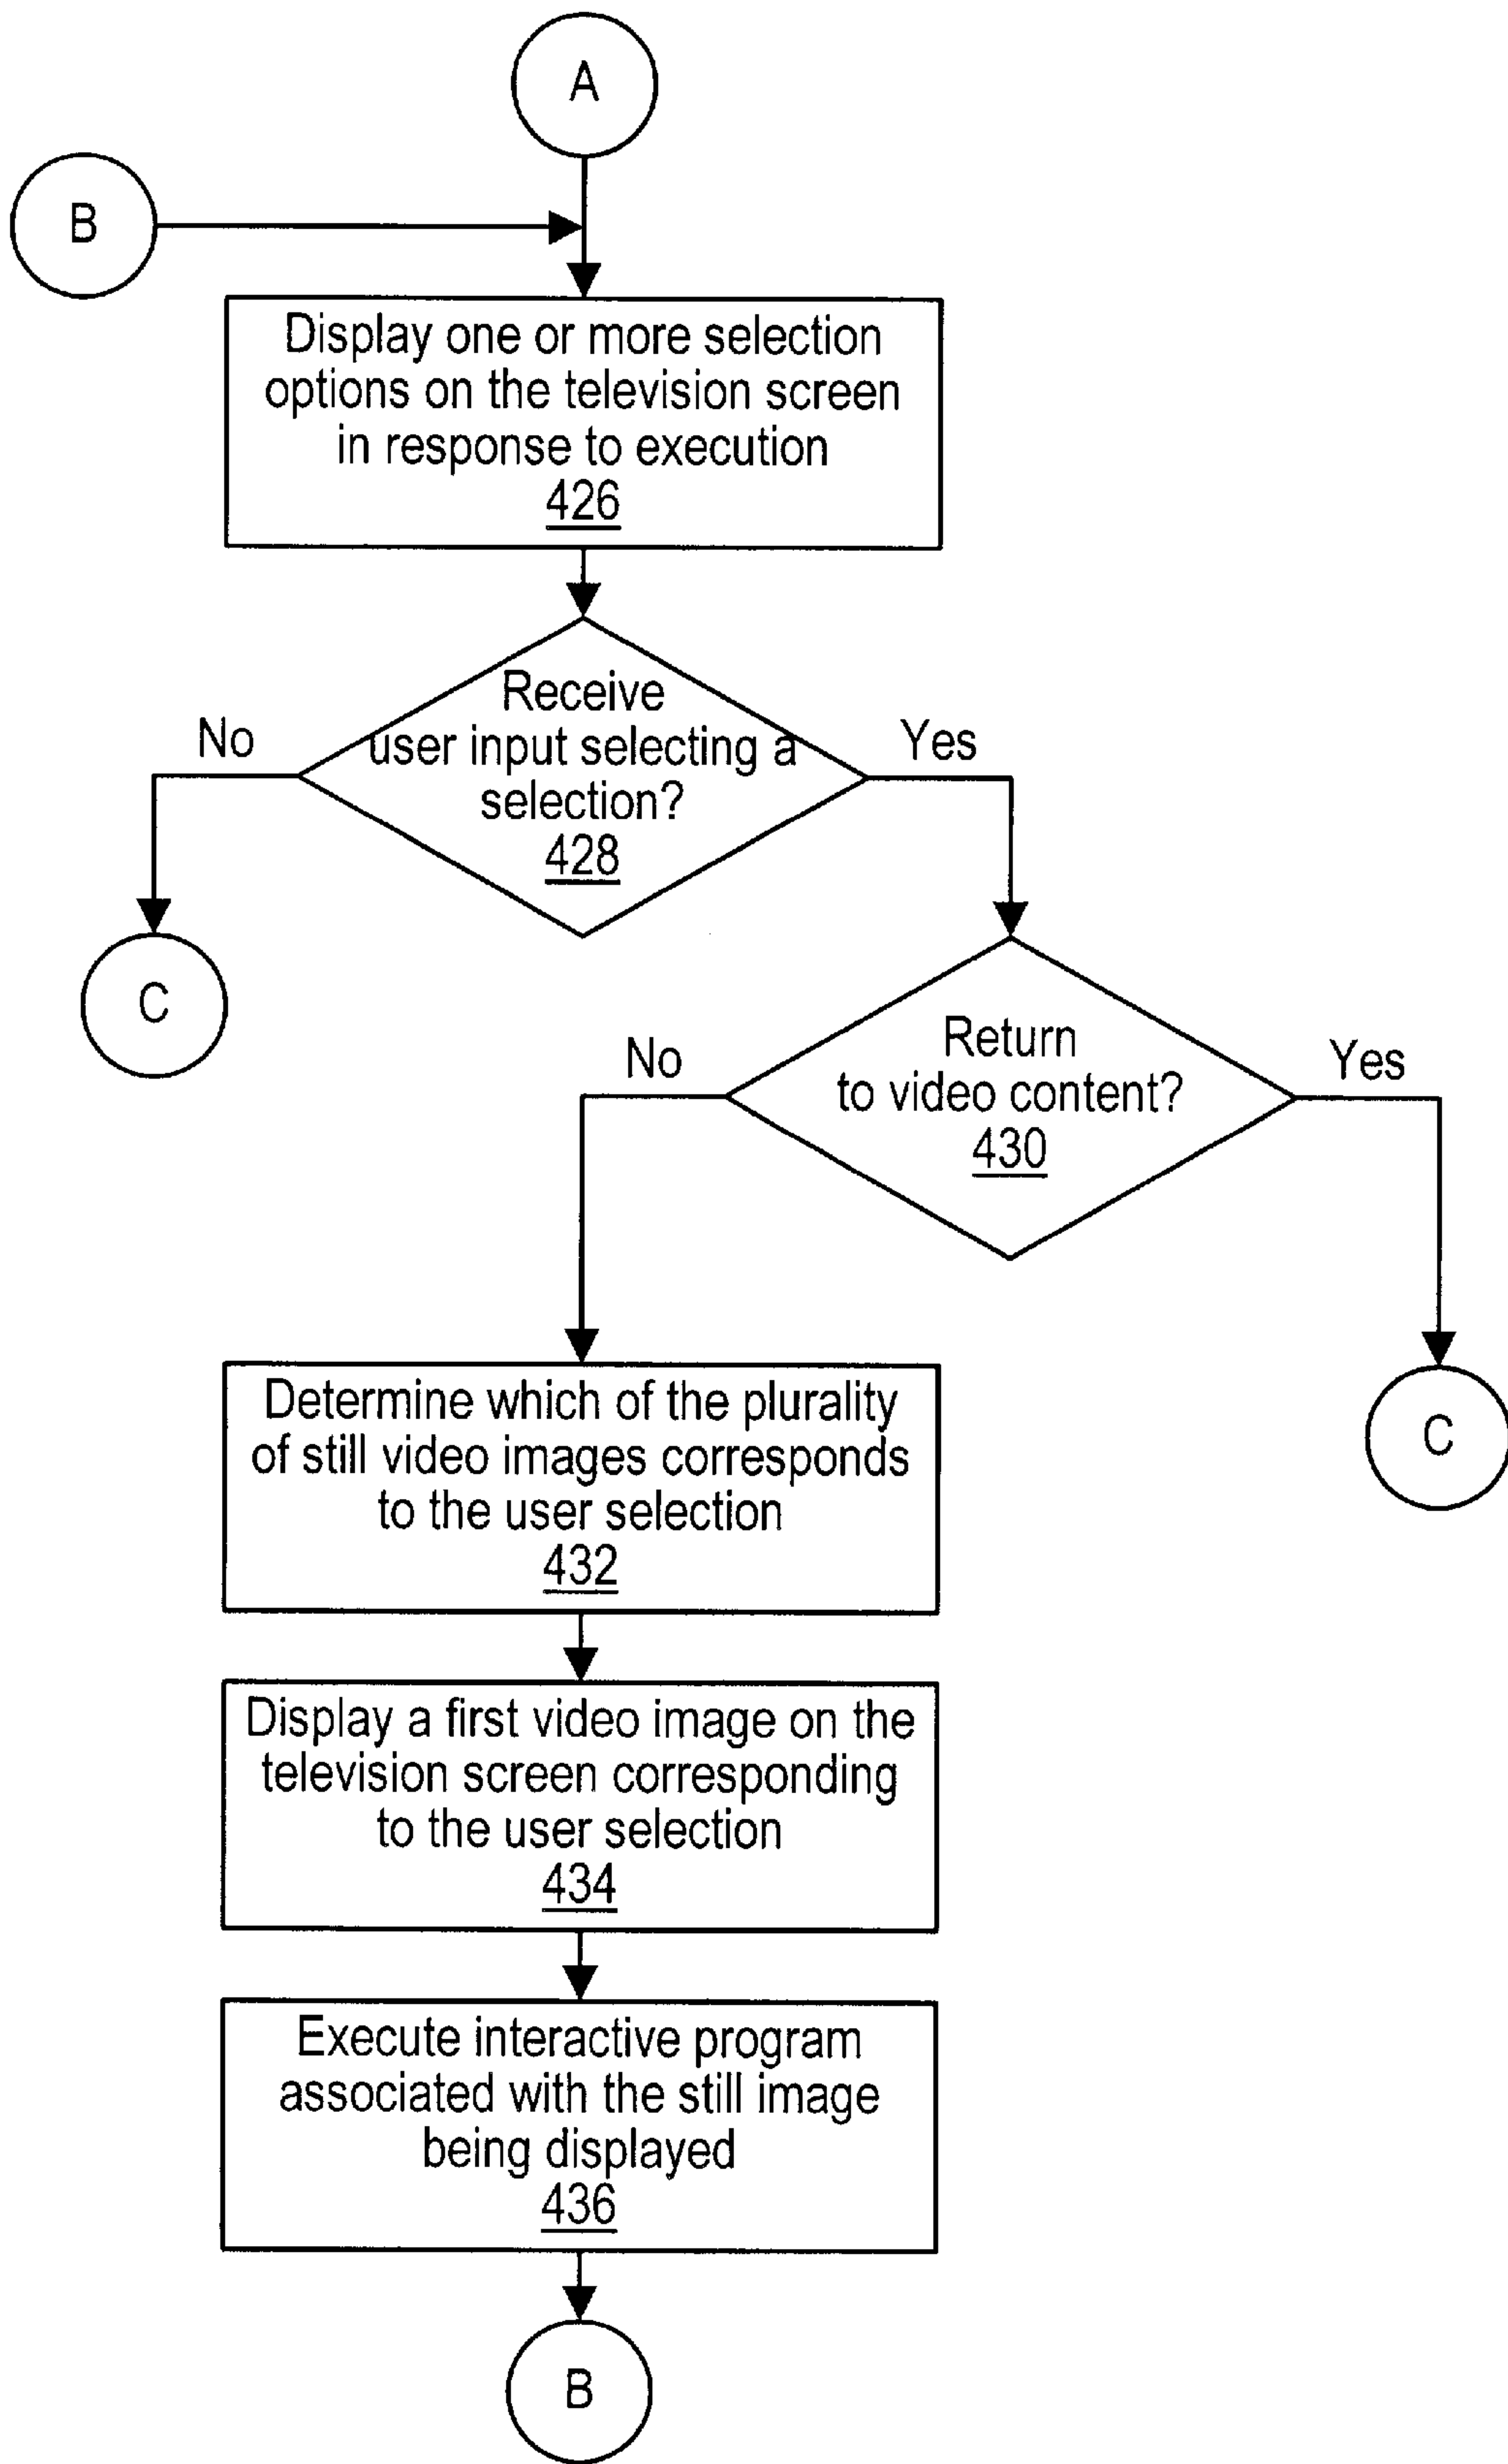 A
B
Display one or more selection
options on the television screen
in response to execution
426
No
Receive
user input selecting a
selection?
428
Yes
C
No
Return
to video content?
430
Yes
C
Determine which of the plurality
of still video images corresponds
to the user selection
432
Display a first video image on the
television screen corresponding
to the user selection
434
Execute interactive program
associated with the still image
being displayed
436
B